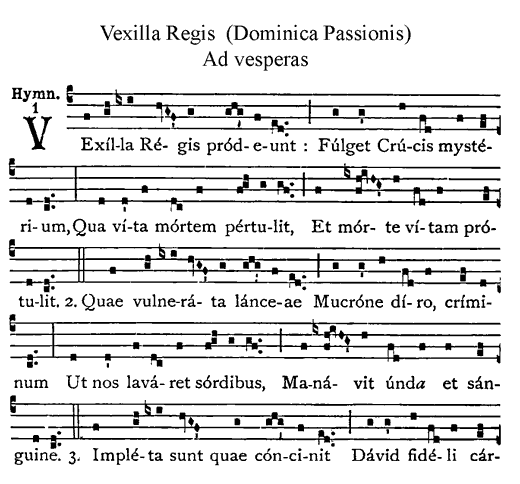 Vexilla Regis (Dominica Passionis)
Ad vesperas
Hymn.
1
V Exíl-la Ré- gis pród-e-unt : Fúlget Crú-cis mysté-
ri-um, Qua ví-ta mórtem pértu-lit, Et mór- te ví-tam pró-
tu-lit. 2. Quae vulne-rá- ta lánce-ae Mucróne dí-ro, crími-
num Ut nos lavá- ret sórdibus, Ma-ná- vit únda et sán-
guine. 3. Implé-ta sunt quae cón-ci-nit Dávid fidé-li cár-